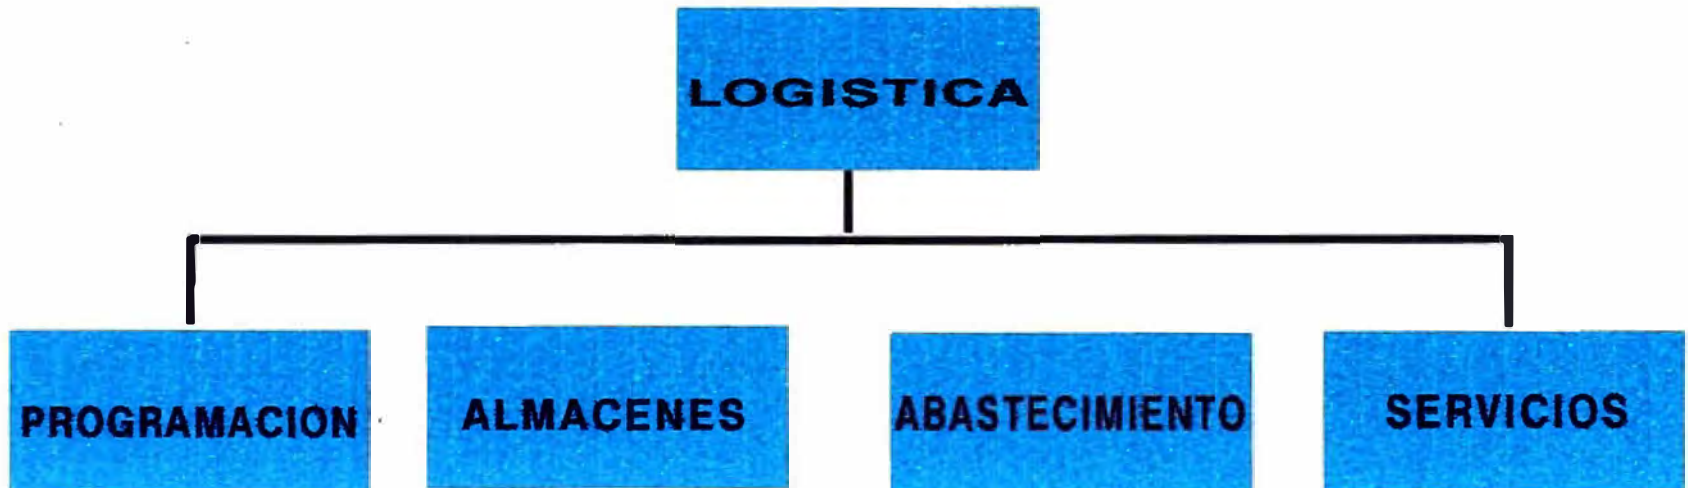 LOGISTICA
PROGRAMACION
ALMACENES
ABASTECIMIENTO
SERVICIOS